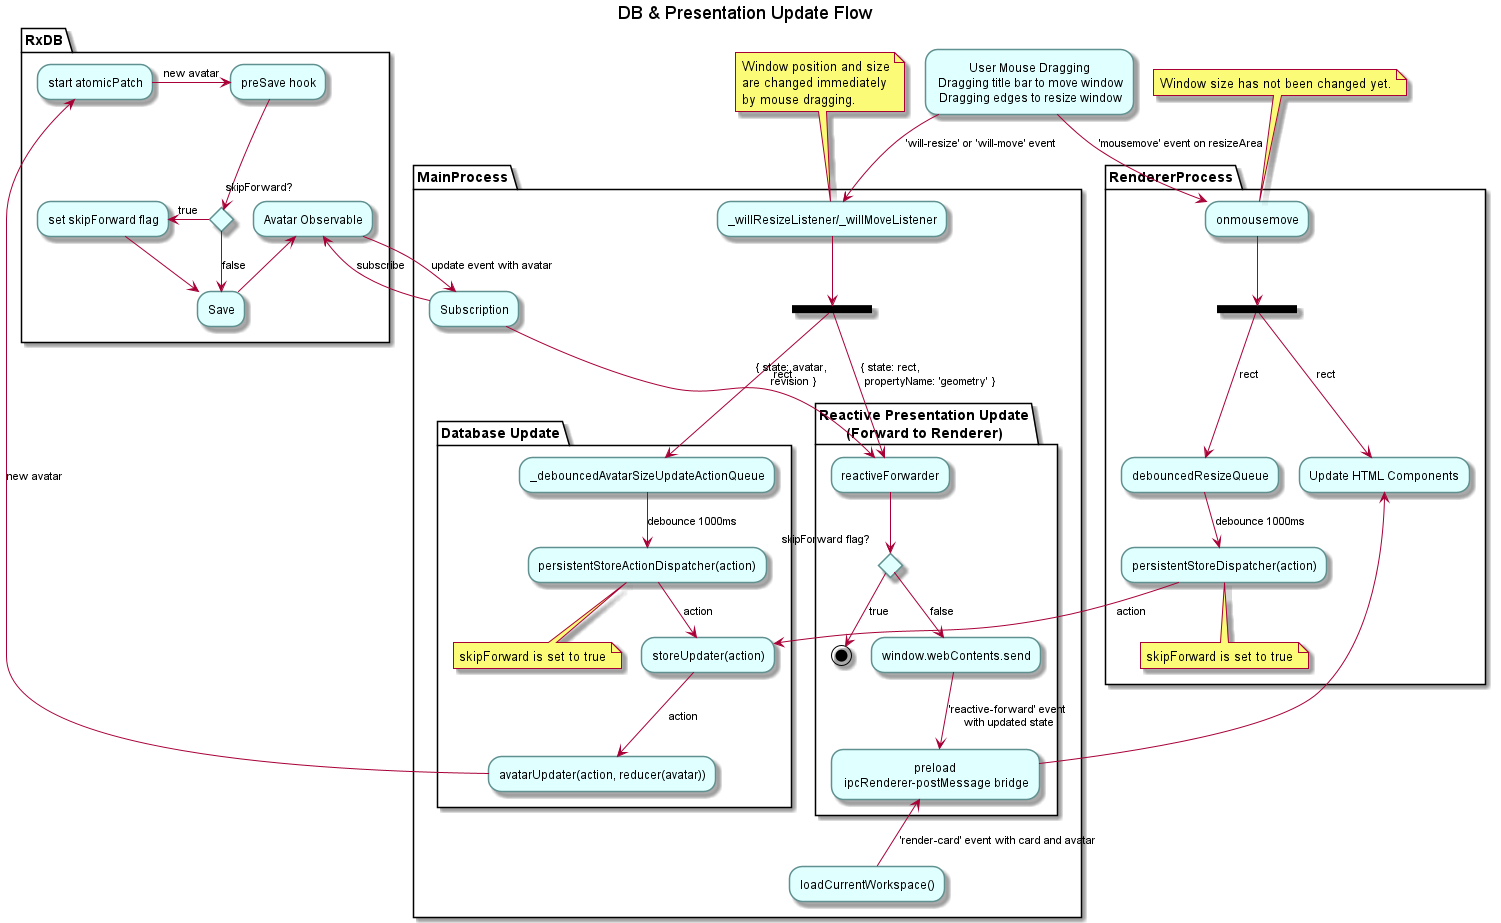 DB & Presentation Update Flow
RxDB
start atomicPatch
new avatar
preSave hook
skipForward?
set skipForward flag
true
Avatar Observable
false
Save
subscribe
update event with avatar
new avatar
Window position and size
are changed immediately
by mouse dragging.
User Mouse Dragging
Dragging title bar to move window
Dragging edges to resize window
Window size has not been changed yet.
'will-resize' or 'will-move' event
'mousemove' event on resizeArea
MainProcess
_willResizeListener/_willMoveListener
Subscription
{ state: avatar,
revision }
rect
{ state: rect,
propertyName: 'geometry' }
Database Update
_debouncedAvatarSizeUpdateActionQueue
debounce 1000ms
persistentStoreActionDispatcher(action)
action
skipForward is set to true
storeUpdater(action)
action
avatarUpdater(action, reducer(avatar))
Reactive Presentation Update
(Forward to Renderer)
reactiveForwarder
skipForward flag?
true
false
window.webContents.send
'reactive-forward' event
with updated state
preload
ipcRenderer-postMessage bridge
'render-card' event with card and avatar
loadCurrentWorkspace()
RendererProcess
onmousemove
rect
rect
debouncedResizeQueue
Update HTML Components
debounce 1000ms
persistentStoreDispatcher(action)
action
skipForward is set to true